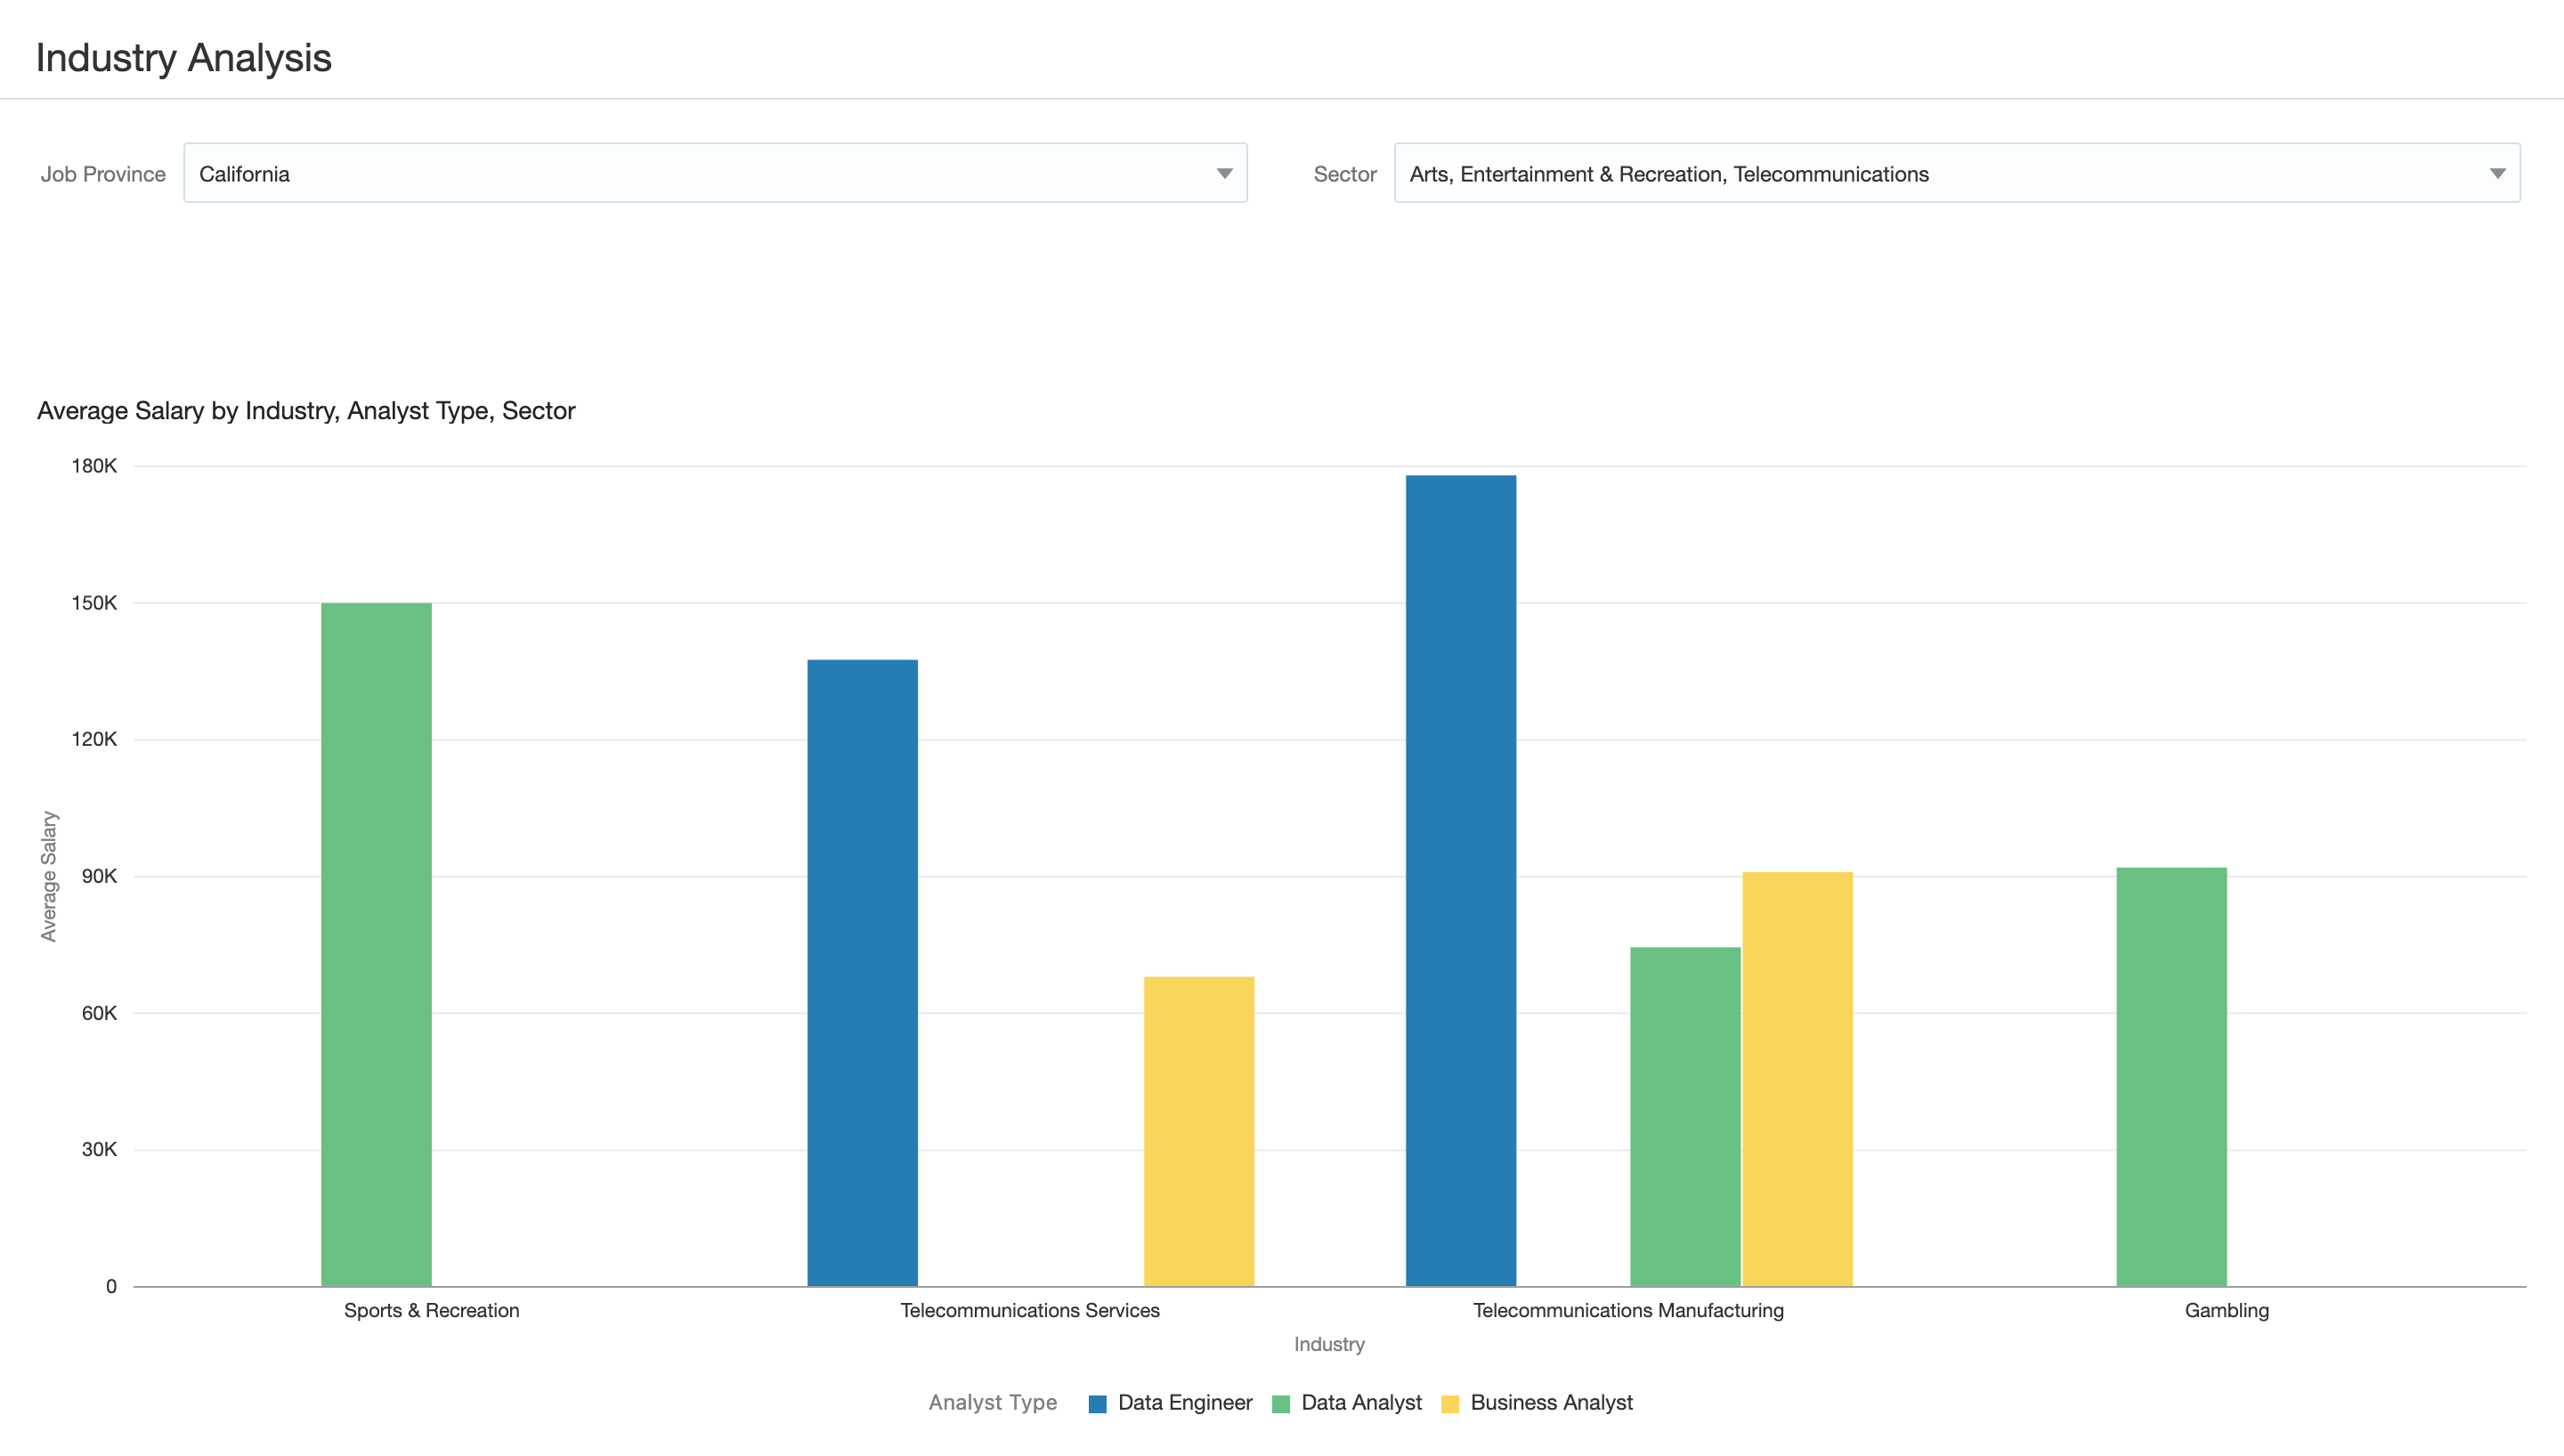 Industry Analysis
Job Province California Sector Arts, Entertainment & Recreation, Telecommunications
Average Salary by Industry, Analyst Type, Sector
180K
150K
120K
90K
60K
30K
0
Average Salary
Sports & Recreation Telecommunications Services Telecommunications Manufacturing Gambling
Industry
Analyst Type Data Engineer Data Analyst Business Analyst